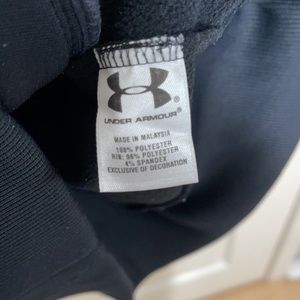 UNDER ARMOUR®
MADE IN MALAYSIA
100% POLYESTER
RIB: 96% POLYESTER
4% SPANDEX
EXCLUSIVE OF DECORATION